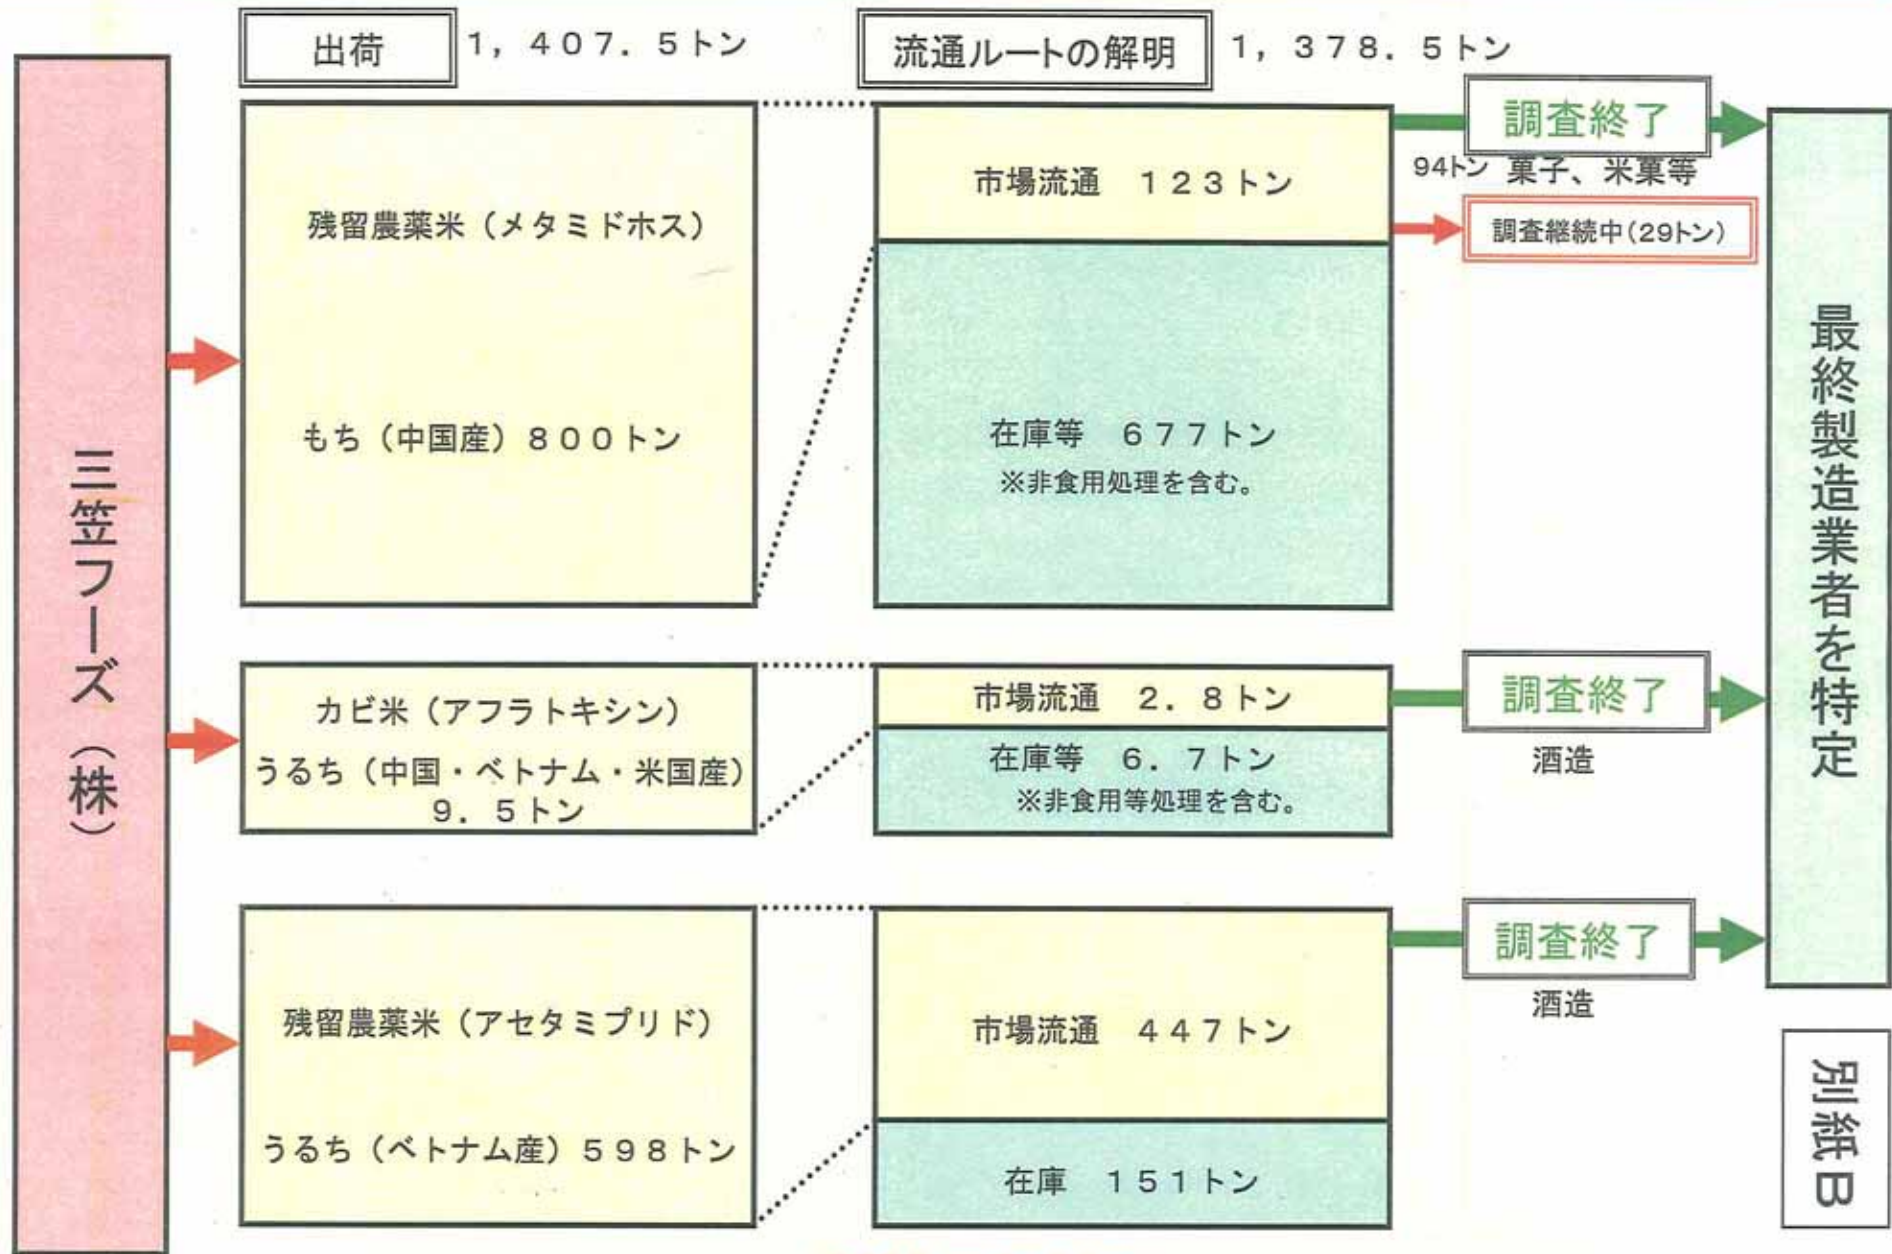 三笠フーズ（株）
出荷
１，４０７．５トン
残留農薬米（メタミドホス）
もち（中国産）８００トン
カビ米（アフラトキシン）
うるち（中国・ベトナム・米国産）
９．５トン
残留農薬米（アセタミプリド）
うるち（ベトナム産）５９８トン
流通ルートの解明
１，３７８．５トン
市場流通　１２３トン
在庫等　６７７トン
※非食用処理を含む。
市場流通　２．８トン
在庫等　６．７トン
※非食用等処理を含む。
市場流通　４４７トン
在庫　１５１トン
調査終了
94トン　菓子、米菓等
調査継続中（29トン）
調査終了
酒造
調査終了
酒造
最終製造業者を特定
別紙Ｂ